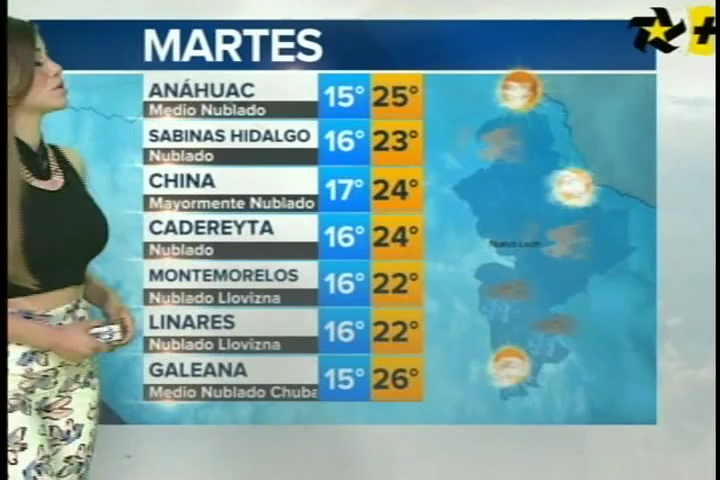 MARTES
ANÁHUAC 15° 25°
Medio Nublado
SABINAS HIDALGO 16° 23°
Nublado
CHINA 17° 24°
Mayormente Nublado
CADEREYTA 16° 24°
Nublado
MONTEMORELOS 16° 22°
Nublado Llovizna
LINARES 16° 22°
Nublado Llovizna
GALEANA 15° 26°
Medio Nublado Chuba
Nuevo León